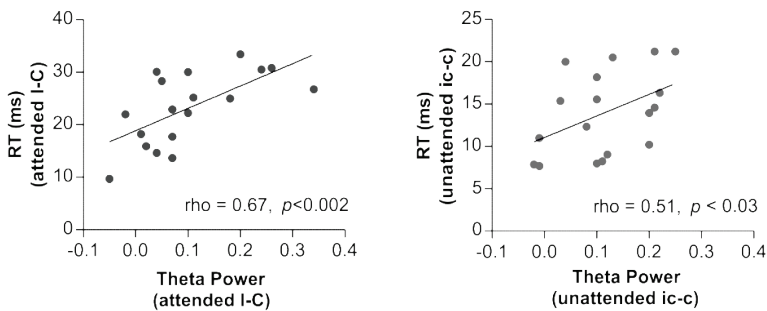 40
30
20
10
0
RT (ms)
(attended I-C)
rho = 0.67, p<0.002
-0.1 0.0 0.1 0.2 0.3 0.4
Theta Power
(attended I-C)
25
20
15
10
5
0
RT (ms)
(unattended ic-c)
rho = 0.51, p < 0.03
-0.1 0.0 0.1 0.2 0.3 0.4
Theta Power
(unattended ic-c)